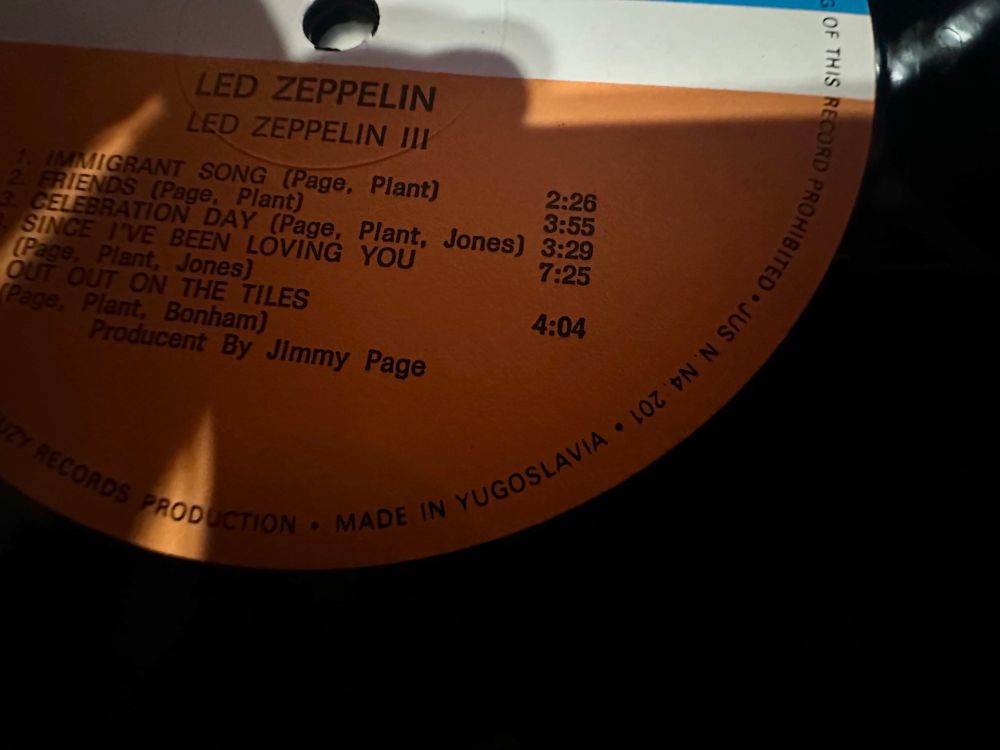 LED ZEPPELIN
LED ZEPPELIN III
1. IMMIGRANT SONG (Page, Plant) 2:26
2. FRIENDS (Page, Plant) 3:55
3. CELEBRATION DAY (Page, Plant, Jones) 3:29
SINCE I'VE BEEN LOVING YOU 7:25
(Page, Plant, Jones)
OUT OUT ON THE TILES
(Page, Plant, Bonham) 4:04
Producent By Jimmy Page
G OF THIS RECORD PROHIBITED • JUS N. N4. 201 •
UZY RECORDS PRODUCTION • MADE IN YUGOSLAVIA